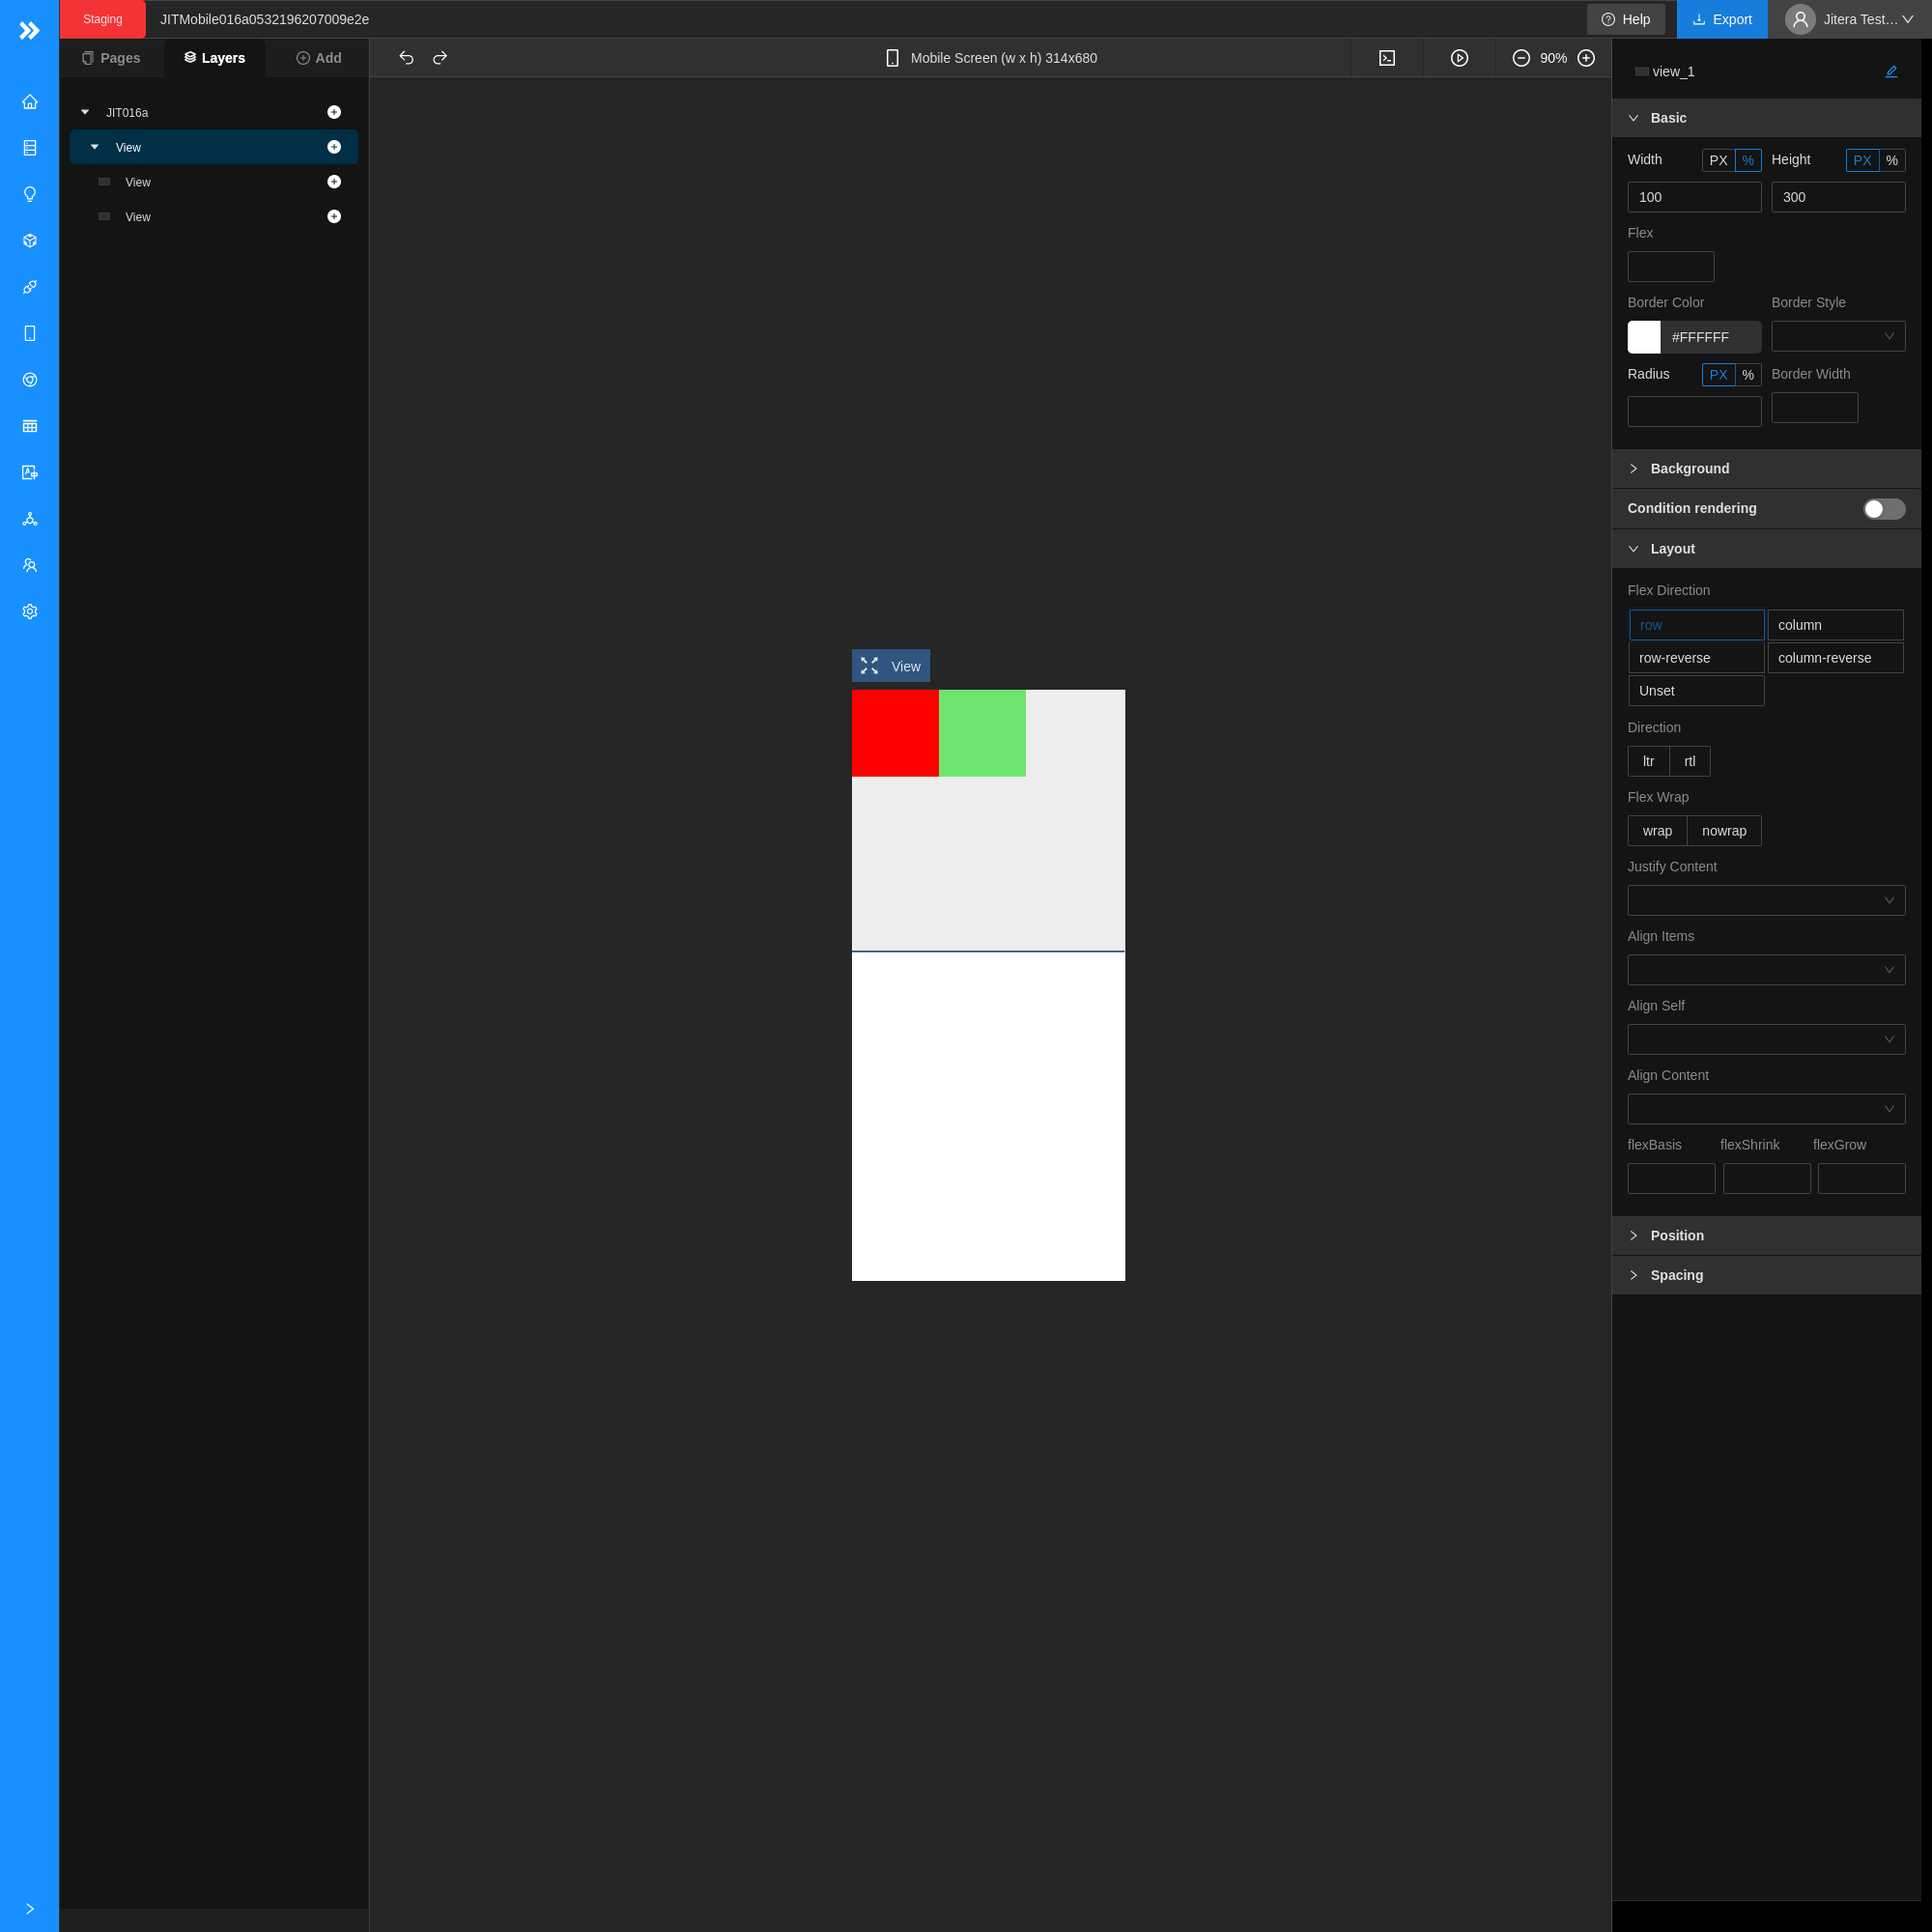 Staging JITMobile016a0532196207009e2e Help Export Jitera Test…
Pages Layers Add Mobile Screen (w x h) 314x680 90%
JIT016a
View
View
View
View
view_1
Basic
Width PX % Height PX %
100 300
Flex
Border Color Border Style
#FFFFFF
Radius PX % Border Width
Background
Condition rendering
Layout
Flex Direction
row column
row-reverse column-reverse
Unset
Direction
ltr rtl
Flex Wrap
wrap nowrap
Justify Content
Align Items
Align Self
Align Content
flexBasis flexShrink flexGrow
Position
Spacing